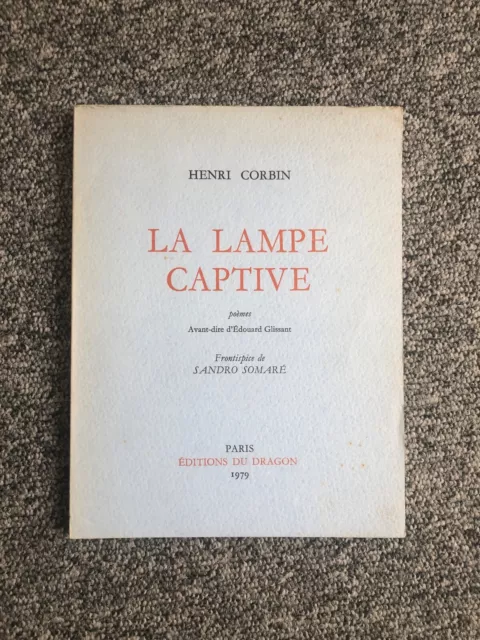 HENRI CORBIN
LA LAMPE
CAPTIVE
poèmes
Avant-dire d'Édouard Glissant
Frontispice de
SANDRO SOMARÉ
PARIS
ÉDITIONS DU DRAGON
1979